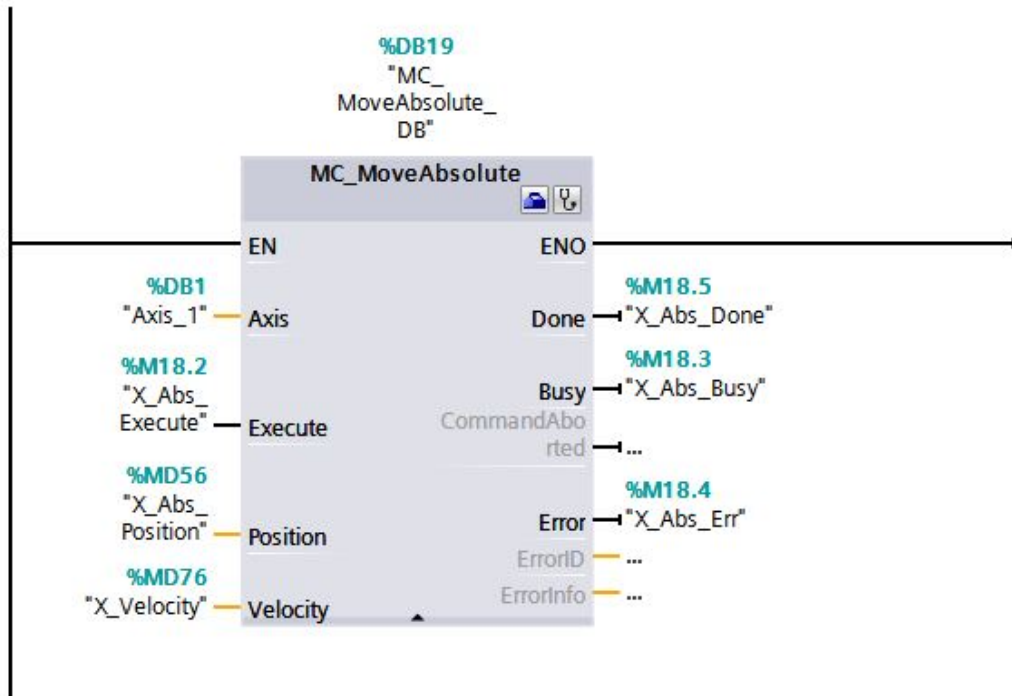 %DB19
"MC_
MoveAbsolute_
DB"
MC_MoveAbsolute
EN
ENO
%DB1
"Axis_1"
Axis
%M18.5
Done
"X_Abs_Done"
%M18.2
"X_Abs_
Execute"
Execute
%M18.3
Busy
"X_Abs_Busy"
CommandAbo
rted
...
%MD56
"X_Abs_
Position"
Position
%M18.4
Error
"X_Abs_Err"
ErrorID
...
%MD76
"X_Velocity"
Velocity
ErrorInfo
...